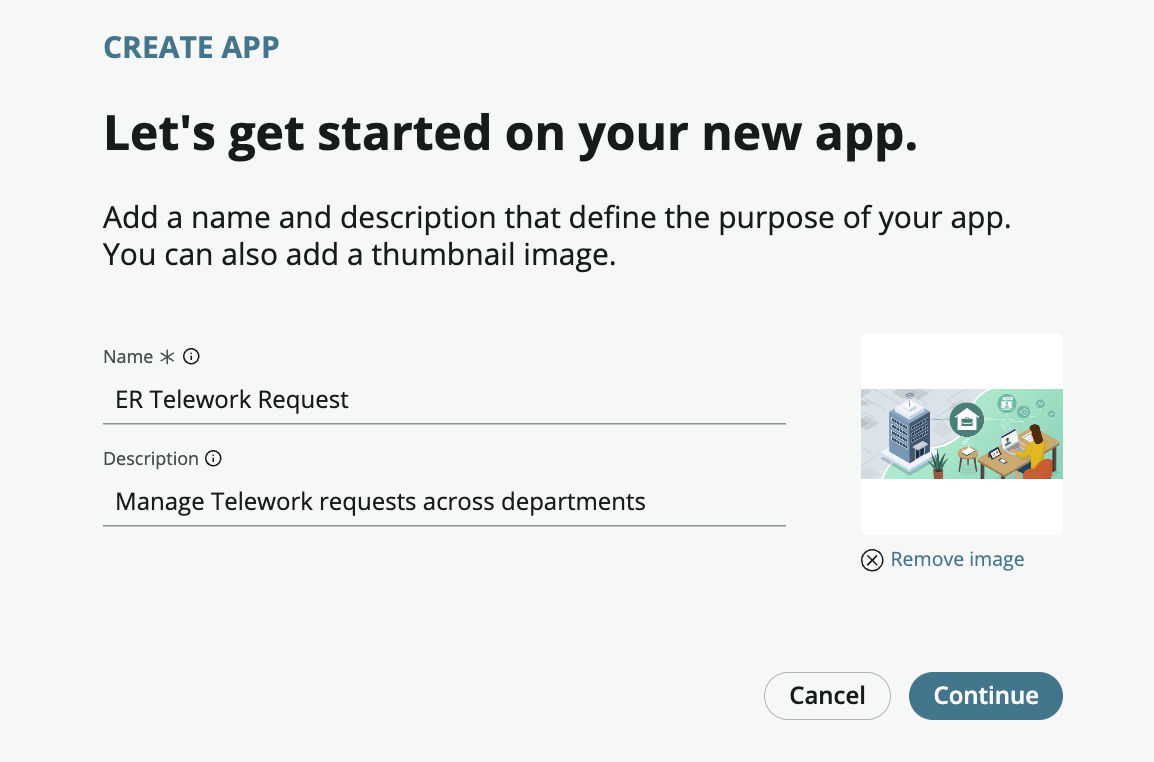 CREATE APP
Let's get started on your new app.
Add a name and description that define the purpose of your app.
You can also add a thumbnail image.
Name *
ER Telework Request
Description
Manage Telework requests across departments
Remove image
Cancel
Continue